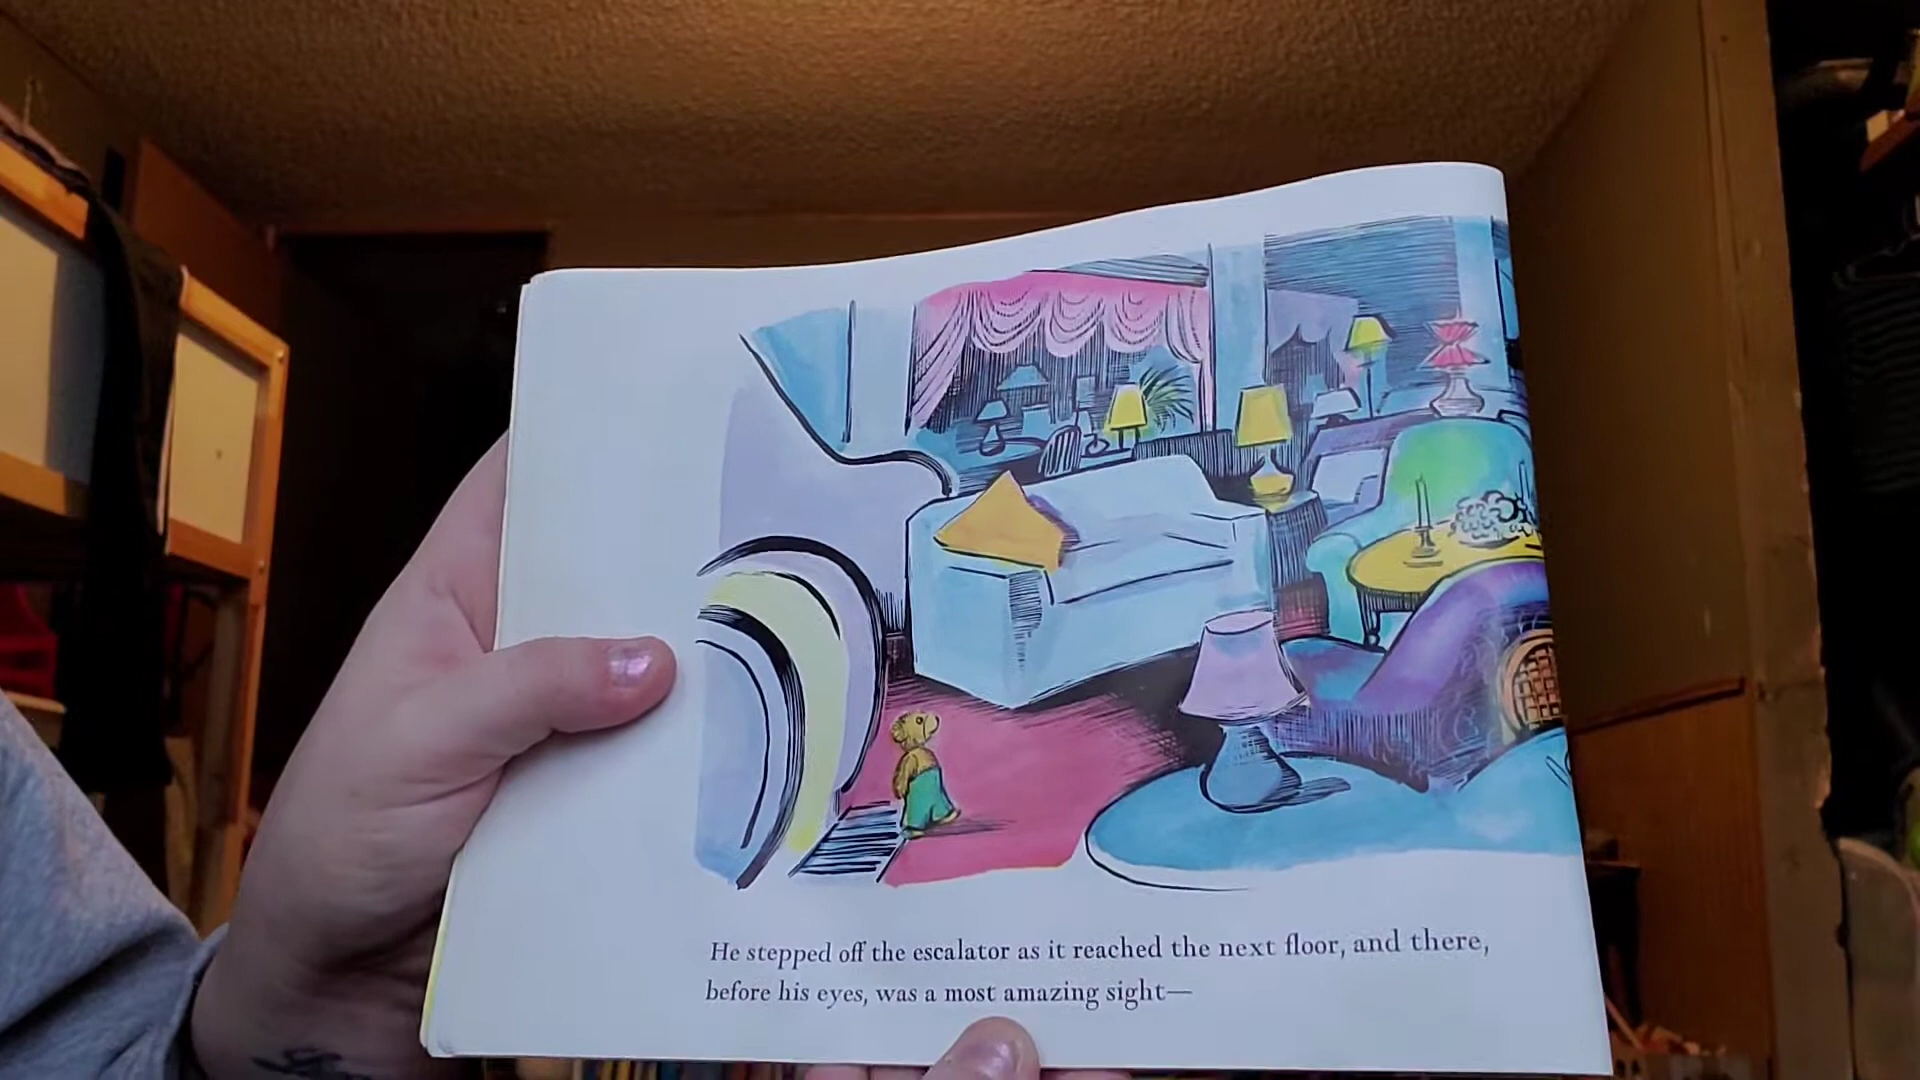 He stepped off the escalator as it reached the next floor, and there,
before his eyes, was a most amazing sight—